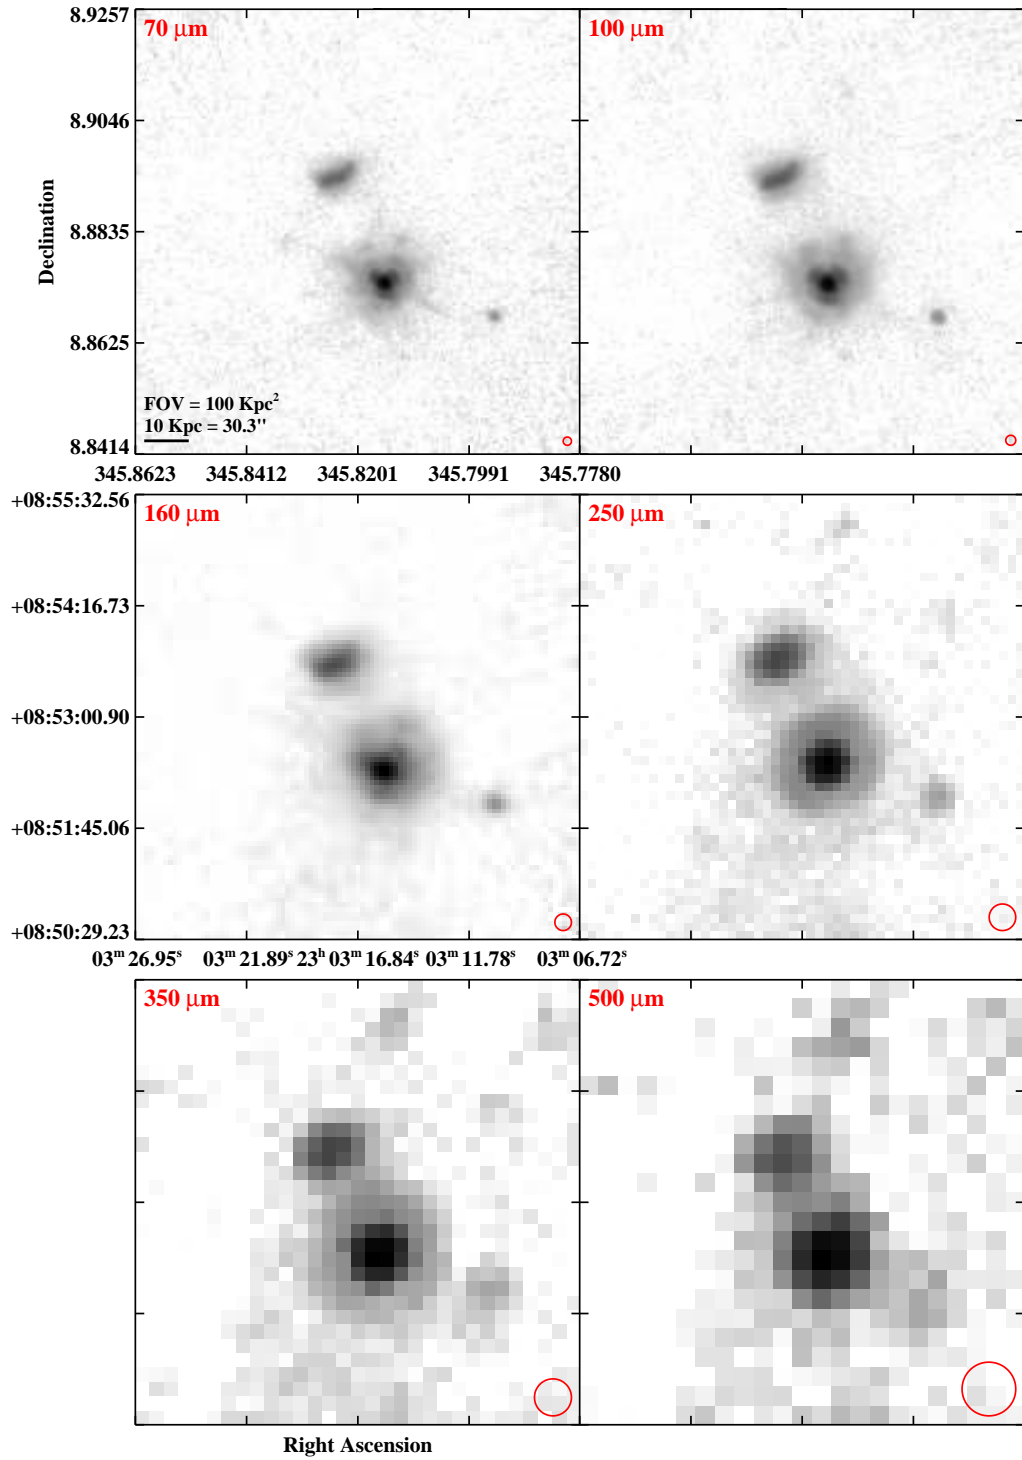 8.9257
70 μm
100 μm
8.9046
8.8835
Declination
8.8625
FOV = 100 Kpc²
10 Kpc = 30.3"
8.8414
345.8623 345.8412 345.8201 345.7991 345.7780
+08:55:32.56
160 μm
250 μm
+08:54:16.73
+08:53:00.90
+08:51:45.06
+08:50:29.23
03ᵐ 26.95ˢ 03ᵐ 21.89ˢ 23ʰ 03ᵐ 16.84ˢ 03ᵐ 11.78ˢ 03ᵐ 06.72ˢ
350 μm
500 μm
Right Ascension